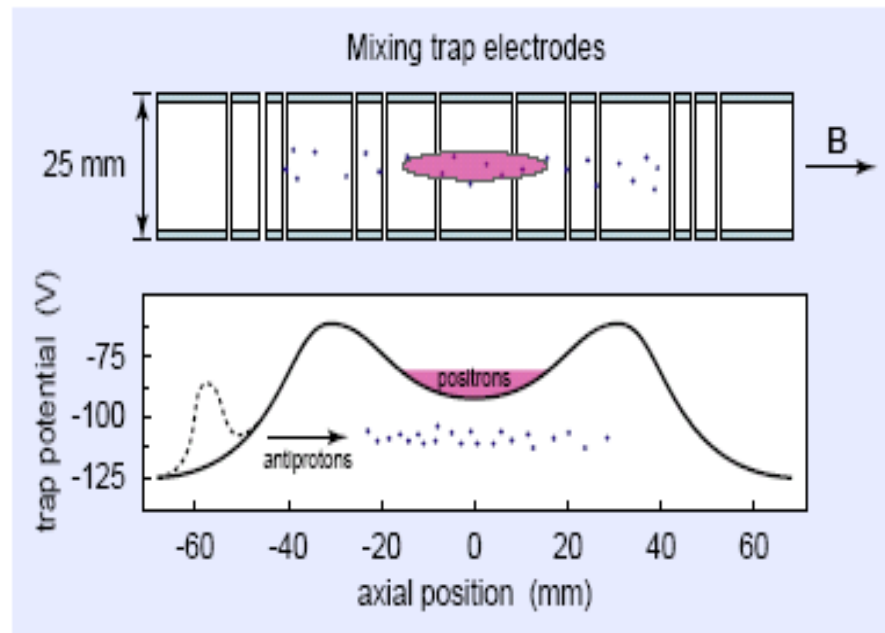 Mixing trap electrodes
25 mm
B
trap potential (V)
-75
-100
-125
positrons
antiprotons
-60 -40 -20 0 20 40 60
axial position (mm)